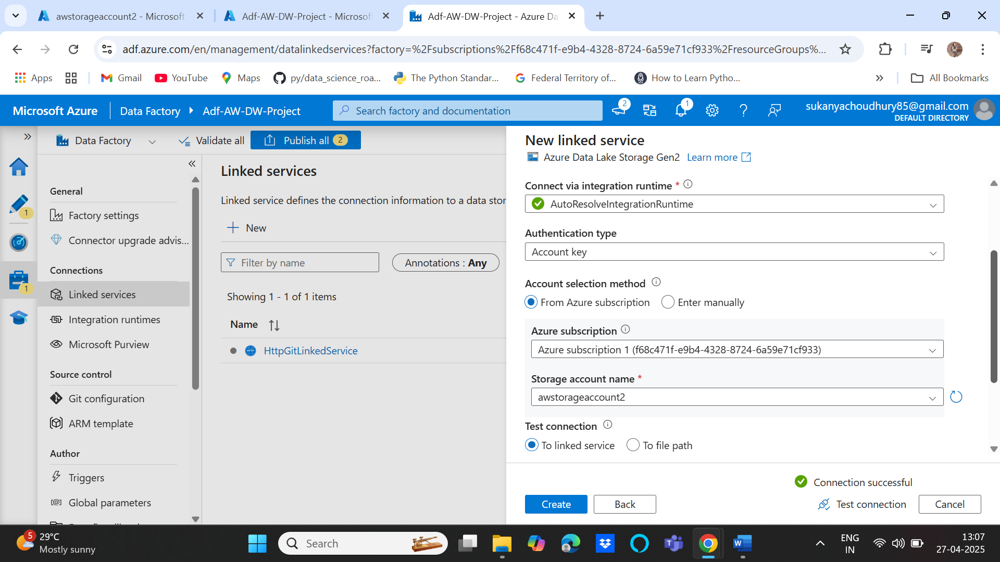 awstorageaccount2 - Microsoft
Adf-AW-DW-Project - Microsof
Adf-AW-DW-Project - Azure Da
adf.azure.com/en/management/datalinkedservices?factory=%2Fsubscriptions%2Ff68c471f-e9b4-4328-8724-6a59e71cf933%2FresourceGroups%...
Apps
Gmail
YouTube
Maps
py/data_science_roa...
The Python Standar...
Federal Territory of...
How to Learn Pytho...
All Bookmarks
Microsoft Azure
Data Factory
Adf-AW-DW-Project
Search factory and documentation
2
1
sukanyachoudhury85@gmail.com
DEFAULT DIRECTORY
Data Factory
Validate all
Publish all 2
1
1
General
Factory settings
Connector upgrade advis...
Connections
Linked services
Integration runtimes
Microsoft Purview
Source control
Git configuration
ARM template
Author
Triggers
Global parameters
Linked services
Linked service defines the connection information to a data stor
New
Filter by name
Annotations : Any
Showing 1 - 1 of 1 items
Name
HTTP
HttpGitLinkedService
New linked service
Azure Data Lake Storage Gen2 Learn more
Connect via integration runtime *
AutoResolveIntegrationRuntime
Authentication type
Account key
Account selection method
From Azure subscription
Enter manually
Azure subscription
Azure subscription 1 (f68c471f-e9b4-4328-8724-6a59e71cf933)
Storage account name *
awstorageaccount2
Test connection
To linked service
To file path
Connection successful
Create
Back
Test connection
Cancel
5
29°C
Mostly sunny
Search
ENG
IN
13:07
27-04-2025